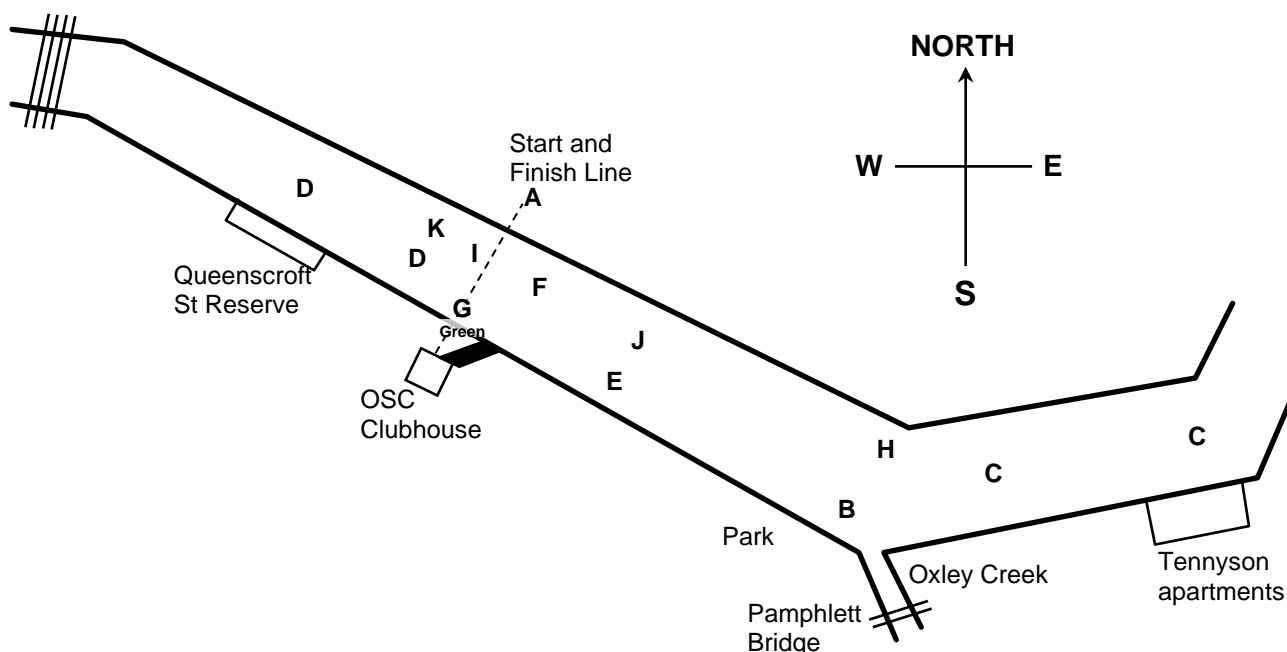 NORTH
W
E
S
Start and
Finish Line
A
D
K
D
I
F
G
Green
J
E
Queenscroft
St Reserve
OSC
Clubhouse
H
C
C
B
Park
Oxley Creek
Tennyson
apartments
Pamphlett
Bridge